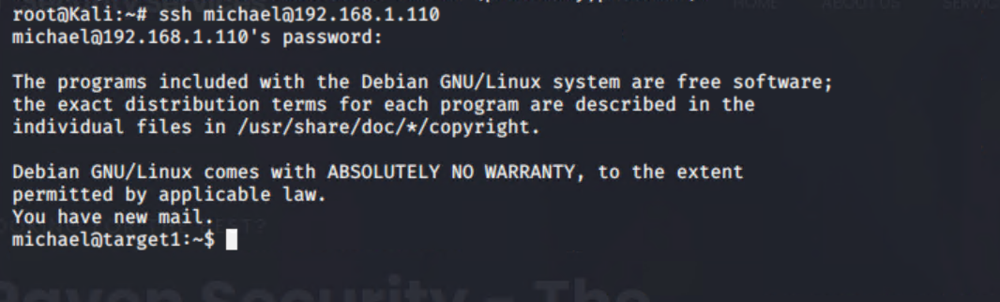 HOME ABOUT US
root@Kali:~# ssh michael@192.168.1.110
michael@192.168.1.110's password:
The programs included with the Debian GNU/Linux system are free software;
the exact distribution terms for each program are described in the
individual files in /usr/share/doc/*/copyright.
Debian GNU/Linux comes with ABSOLUTELY NO WARRANTY, to the extent
permitted by applicable law.
You have new mail.
michael@target1:~$
Raven Security - The